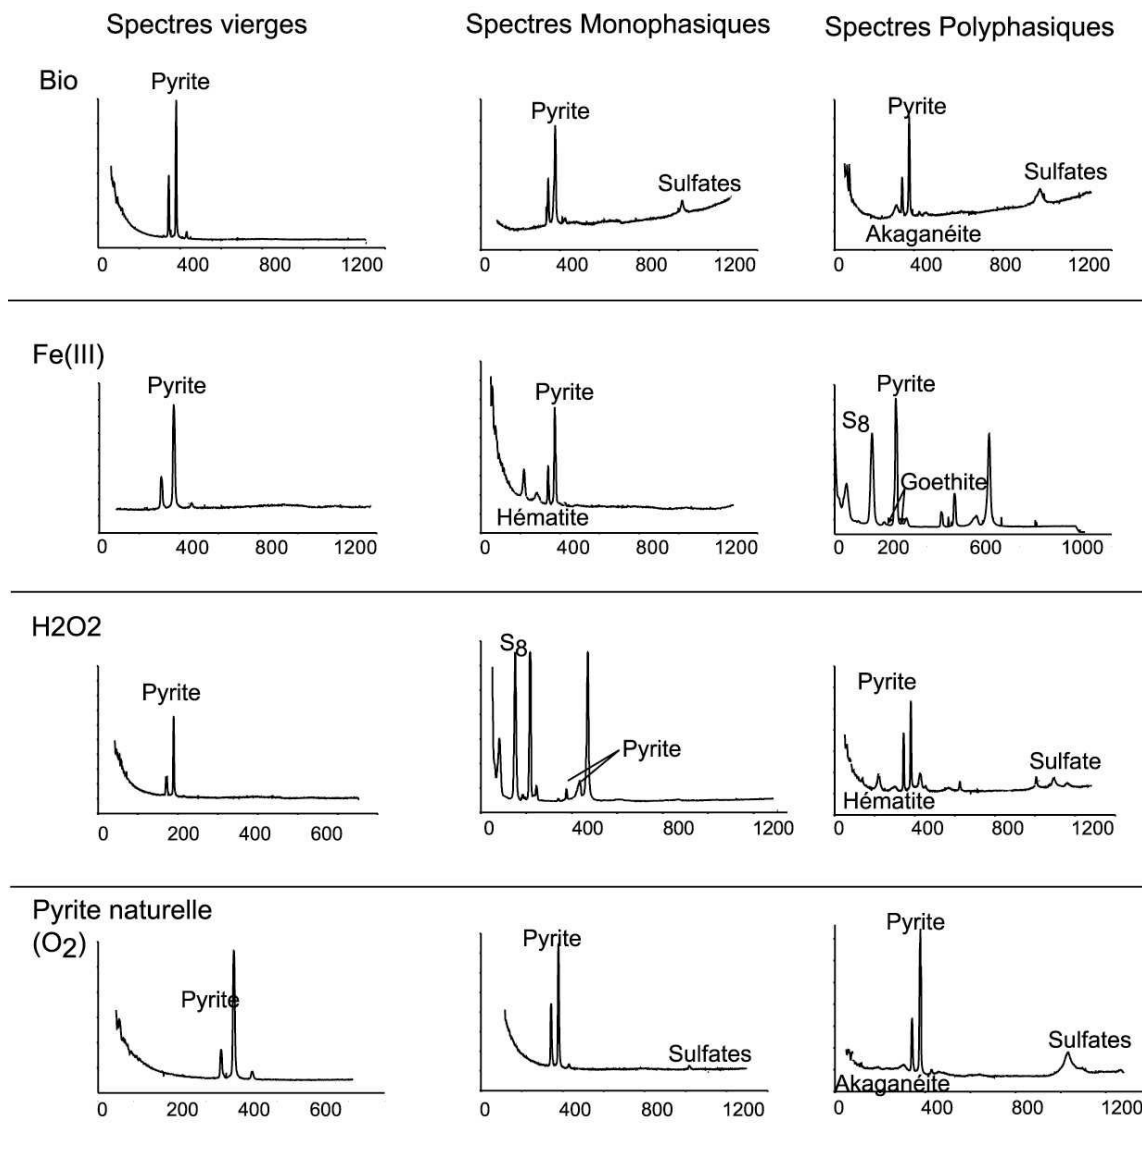 Spectres vierges
Spectres Monophasiques
Spectres Polyphasiques
Bio
Pyrite
0 400 800 1200
Pyrite
Sulfates
0 400 800 1200
Pyrite
Sulfates
Akaganéite
0 400 800 1200
Fe(III)
Pyrite
0 400 800 1200
Pyrite
Hématite
0 400 800 1200
Pyrite
S8
Goethite
0 200 600 1000
H2O2
Pyrite
0 200 400 600
S8
Pyrite
0 400 800 1200
Pyrite
Sulfate
Hématite
0 400 800 1200
Pyrite naturelle
(O2)
Pyrite
0 200 400 600
Pyrite
Sulfates
0 400 800 1200
Pyrite
Sulfates
Akaganéite
0 400 800 1200